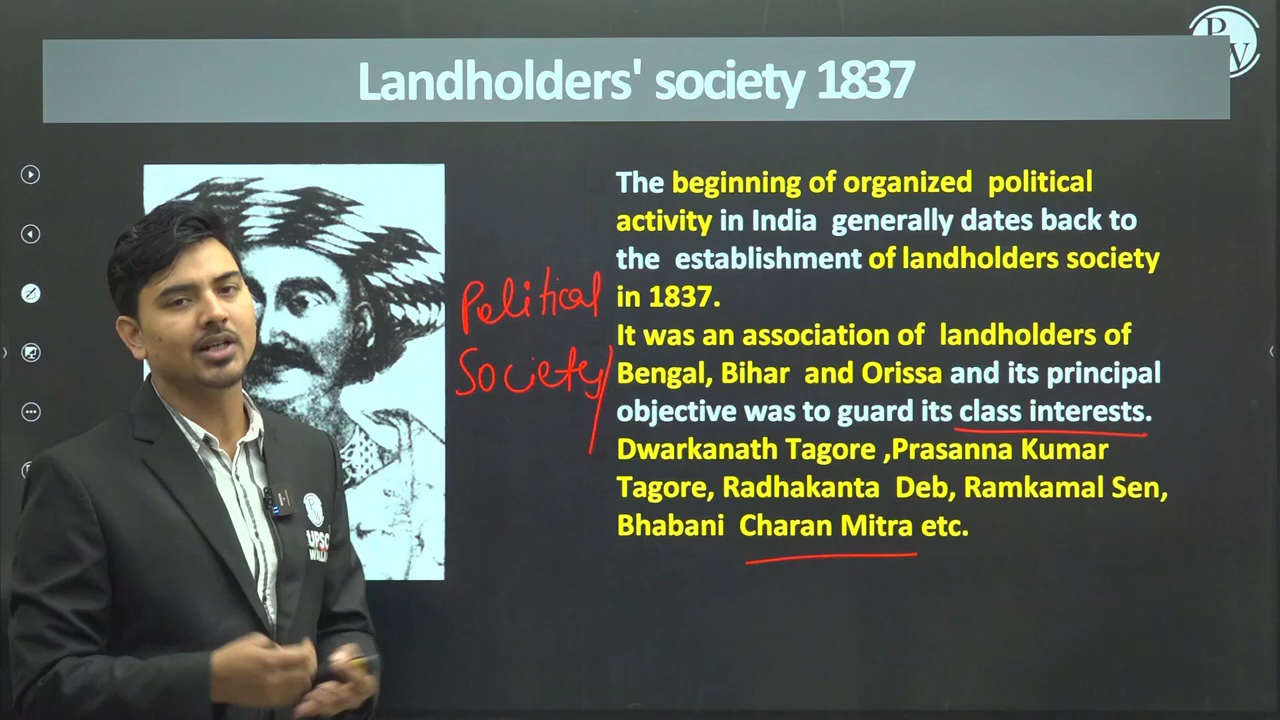 PW
Landholders' society 1837
The beginning of organized political
activity in India generally dates back to
the establishment of landholders society
in 1837.
It was an association of landholders of
Bengal, Bihar and Orissa and its principal
objective was to guard its class interests.
Dwarkanath Tagore ,Prasanna Kumar
Tagore, Radhakanta Deb, Ramkamal Sen,
Bhabani Charan Mitra etc.
Political
Society
UPSC